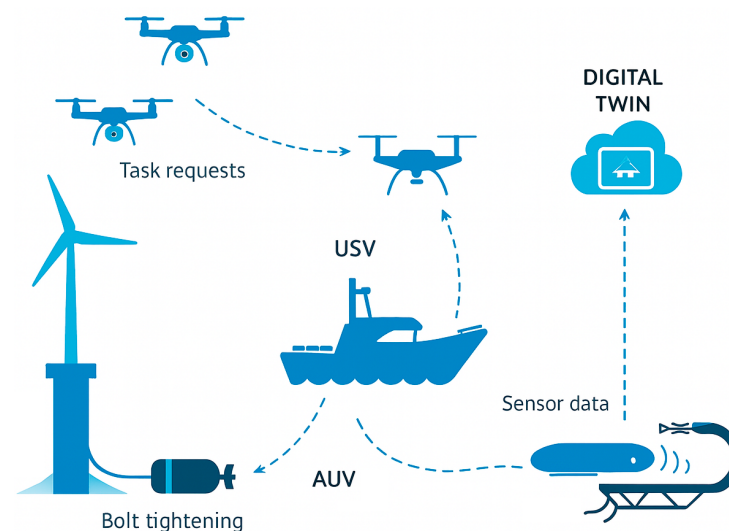 DIGITAL
TWIN
Task requests
USV
Sensor data
AUV
Bolt tightening